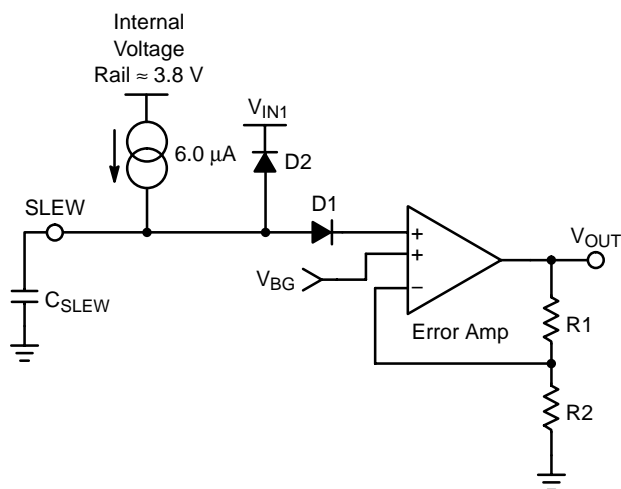 Internal
Voltage
Rail ≈ 3.8 V
6.0 μA
V_IN1
D2
SLEW
D1
C_SLEW
V_BG
+
+
−
Error Amp
V_OUT
R1
R2